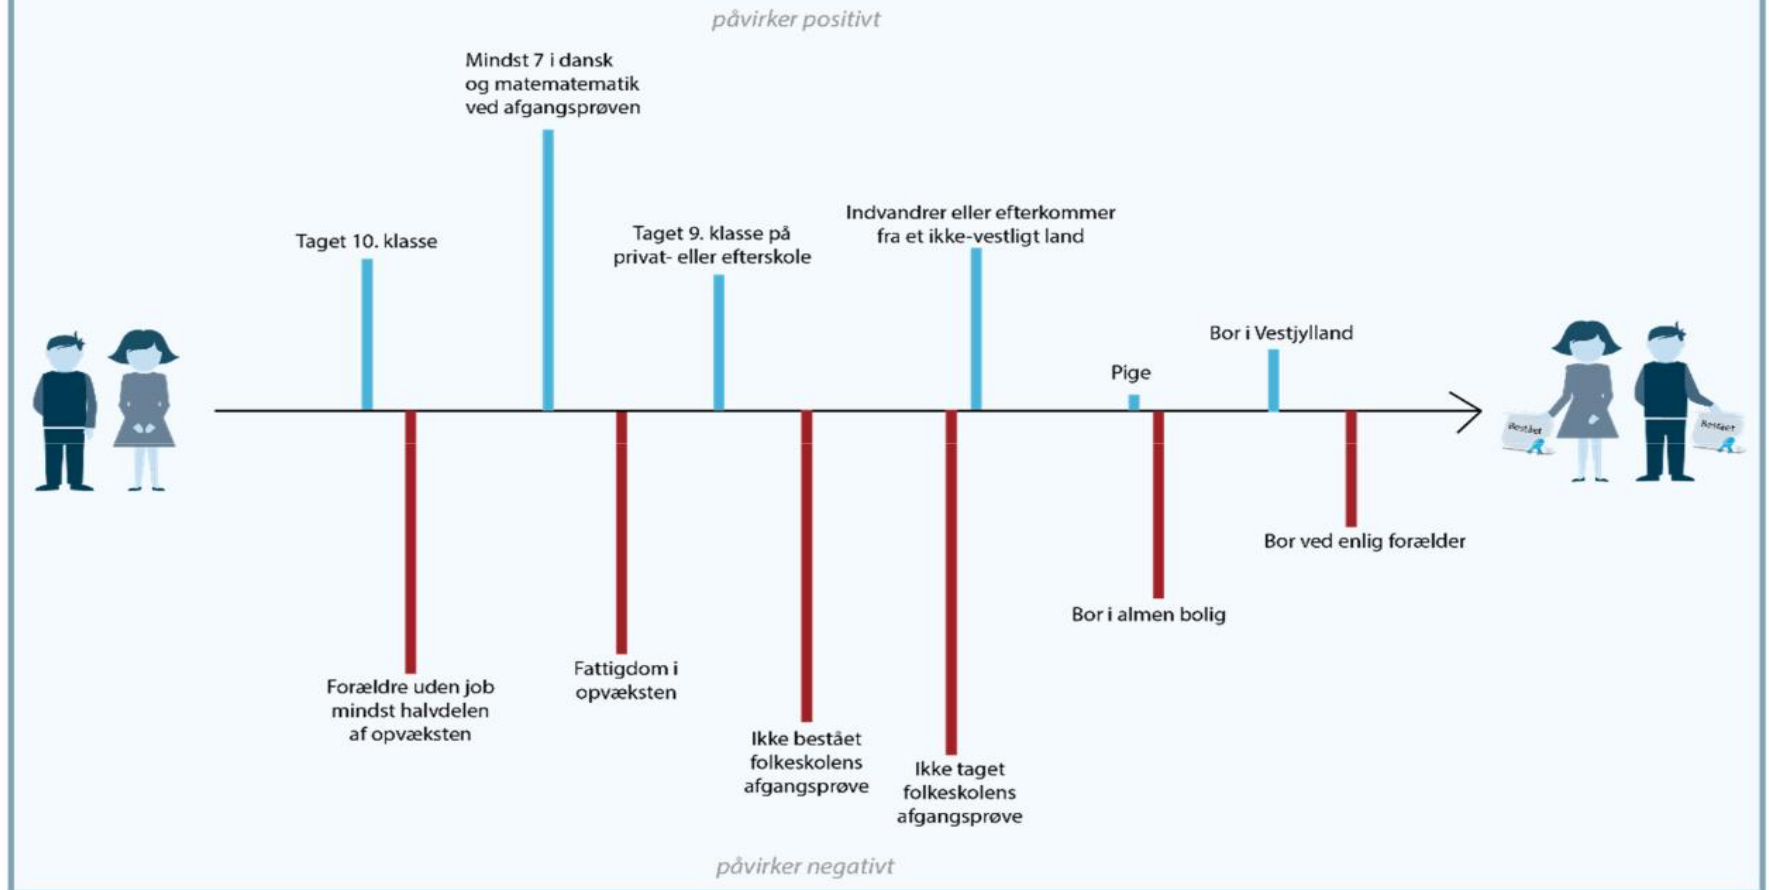 påvirker positivt
Mindst 7 i dansk
og matematematik
ved afgangsprøven
Taget 10. klasse
Taget 9. klasse på
privat- eller efterskole
Indvandrer eller efterkommer
fra et ikke-vestligt land
Pige
Bor i Vestjylland
Bestået
Bestået
Forældre uden job
mindst halvdelen
af opvæksten
Fattigdom i
opvæksten
Ikke bestået
folkeskolens
afgangsprøve
Ikke taget
folkeskolens
afgangsprøve
Bor i almen bolig
Bor ved enlig forælder
påvirker negativt